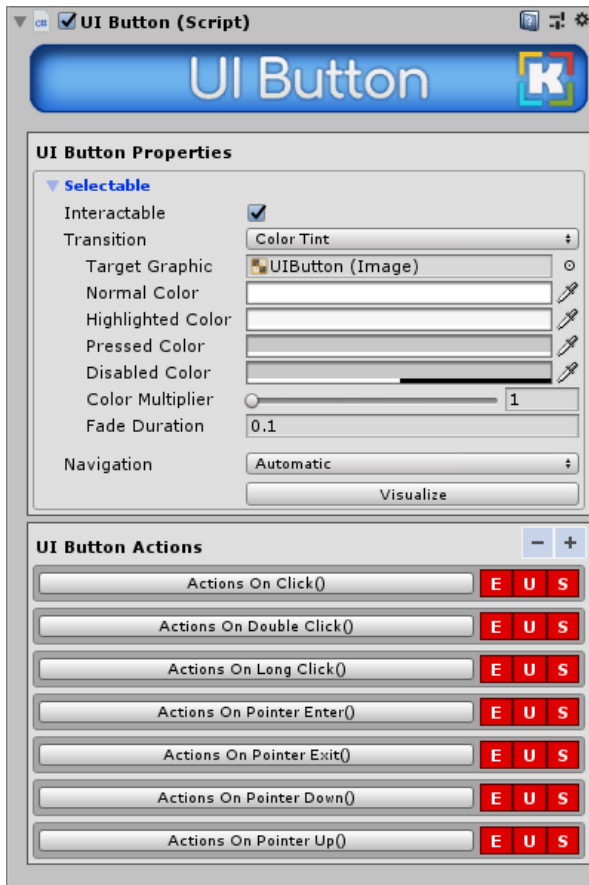 UI Button (Script)
UI Button K
UI Button Properties
Selectable
Interactable
Transition Color Tint
Target Graphic UIButton (Image)
Normal Color
Highlighted Color
Pressed Color
Disabled Color
Color Multiplier 1
Fade Duration 0.1
Navigation Automatic
Visualize
UI Button Actions - +
Actions On Click() E U S
Actions On Double Click() E U S
Actions On Long Click() E U S
Actions On Pointer Enter() E U S
Actions On Pointer Exit() E U S
Actions On Pointer Down() E U S
Actions On Pointer Up() E U S